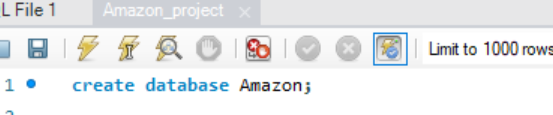 L File 1
Amazon_project
Limit to 1000 rows
1
create database Amazon;